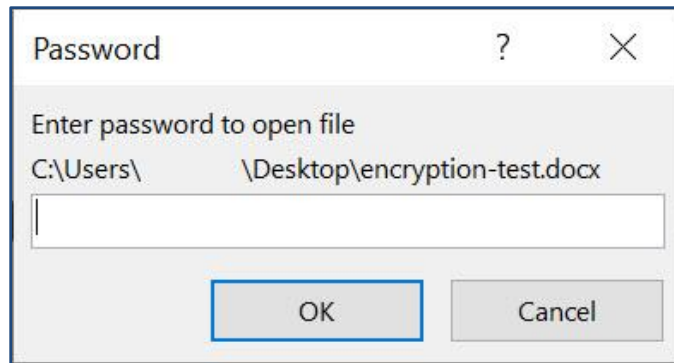 Password ?
Enter password to open file
C:\Users\ \Desktop\encryption-test.docx
OK Cancel